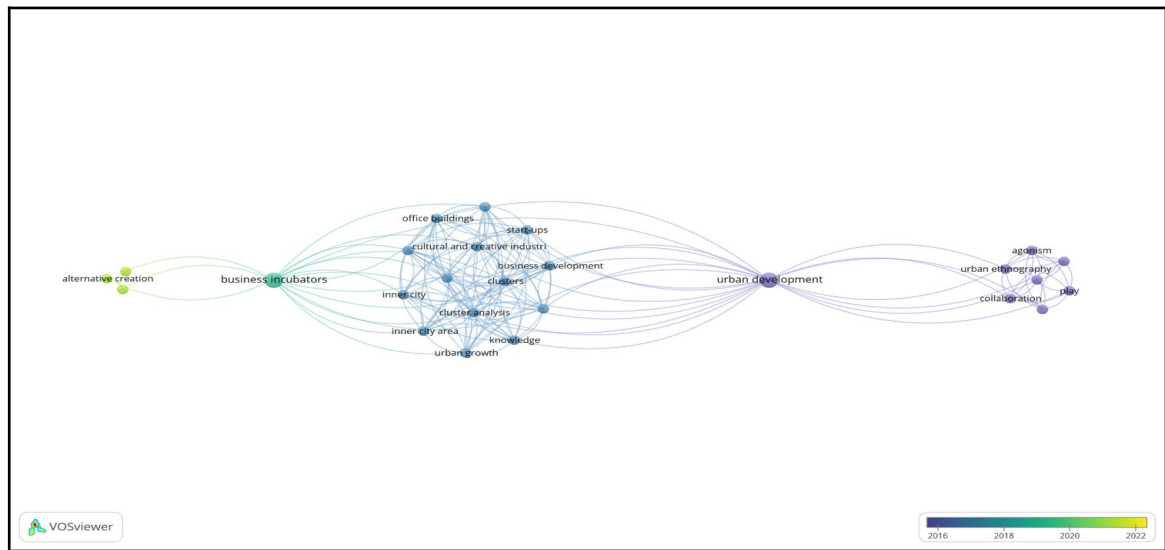 office buildings
start-ups
cultural and creative industri
agonism
business development
urban ethnography
alternative creation
business incubators
clusters
urban development
play
inner city
collaboration
cluster analysis
inner city area
knowledge
urban growth
VOSviewer
2016 2018 2020 2022